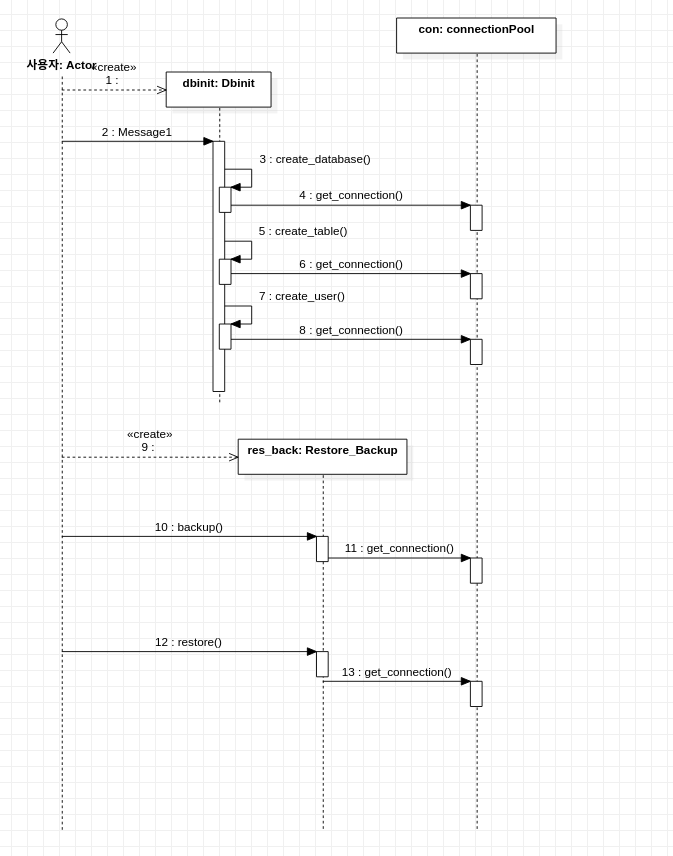 con: connectionPool
사용자: Actor
«create»
1 :
dbinit: Dbinit
2 : Message1
3 : create_database()
4 : get_connection()
5 : create_table()
6 : get_connection()
7 : create_user()
8 : get_connection()
«create»
9 :
res_back: Restore_Backup
10 : backup()
11 : get_connection()
12 : restore()
13 : get_connection()